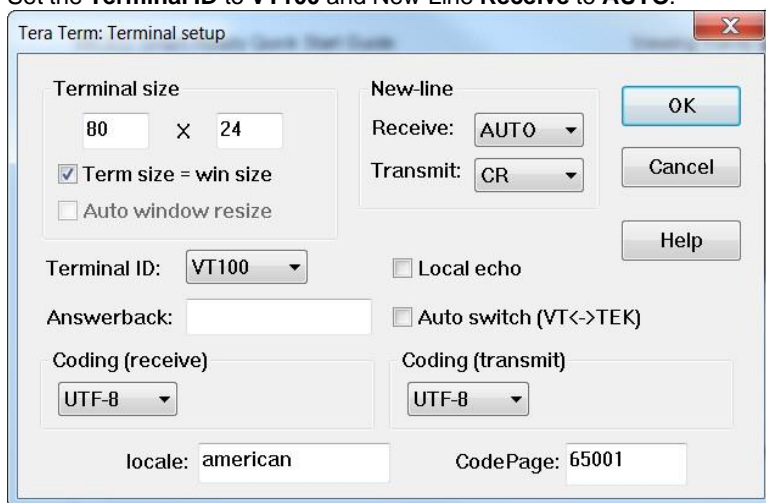 Set the Terminal ID to VT100 and New-Line Receive to AUTO.
Tera Term: Terminal setup
Terminal size
80 X 24
Term size = win size
Auto window resize
New-line
Receive: AUTO
Transmit: CR
OK
Cancel
Help
Terminal ID: VT100
Local echo
Answerback:
Auto switch (VT<->TEK)
Coding (receive)
UTF-8
Coding (transmit)
UTF-8
locale: american
CodePage: 65001